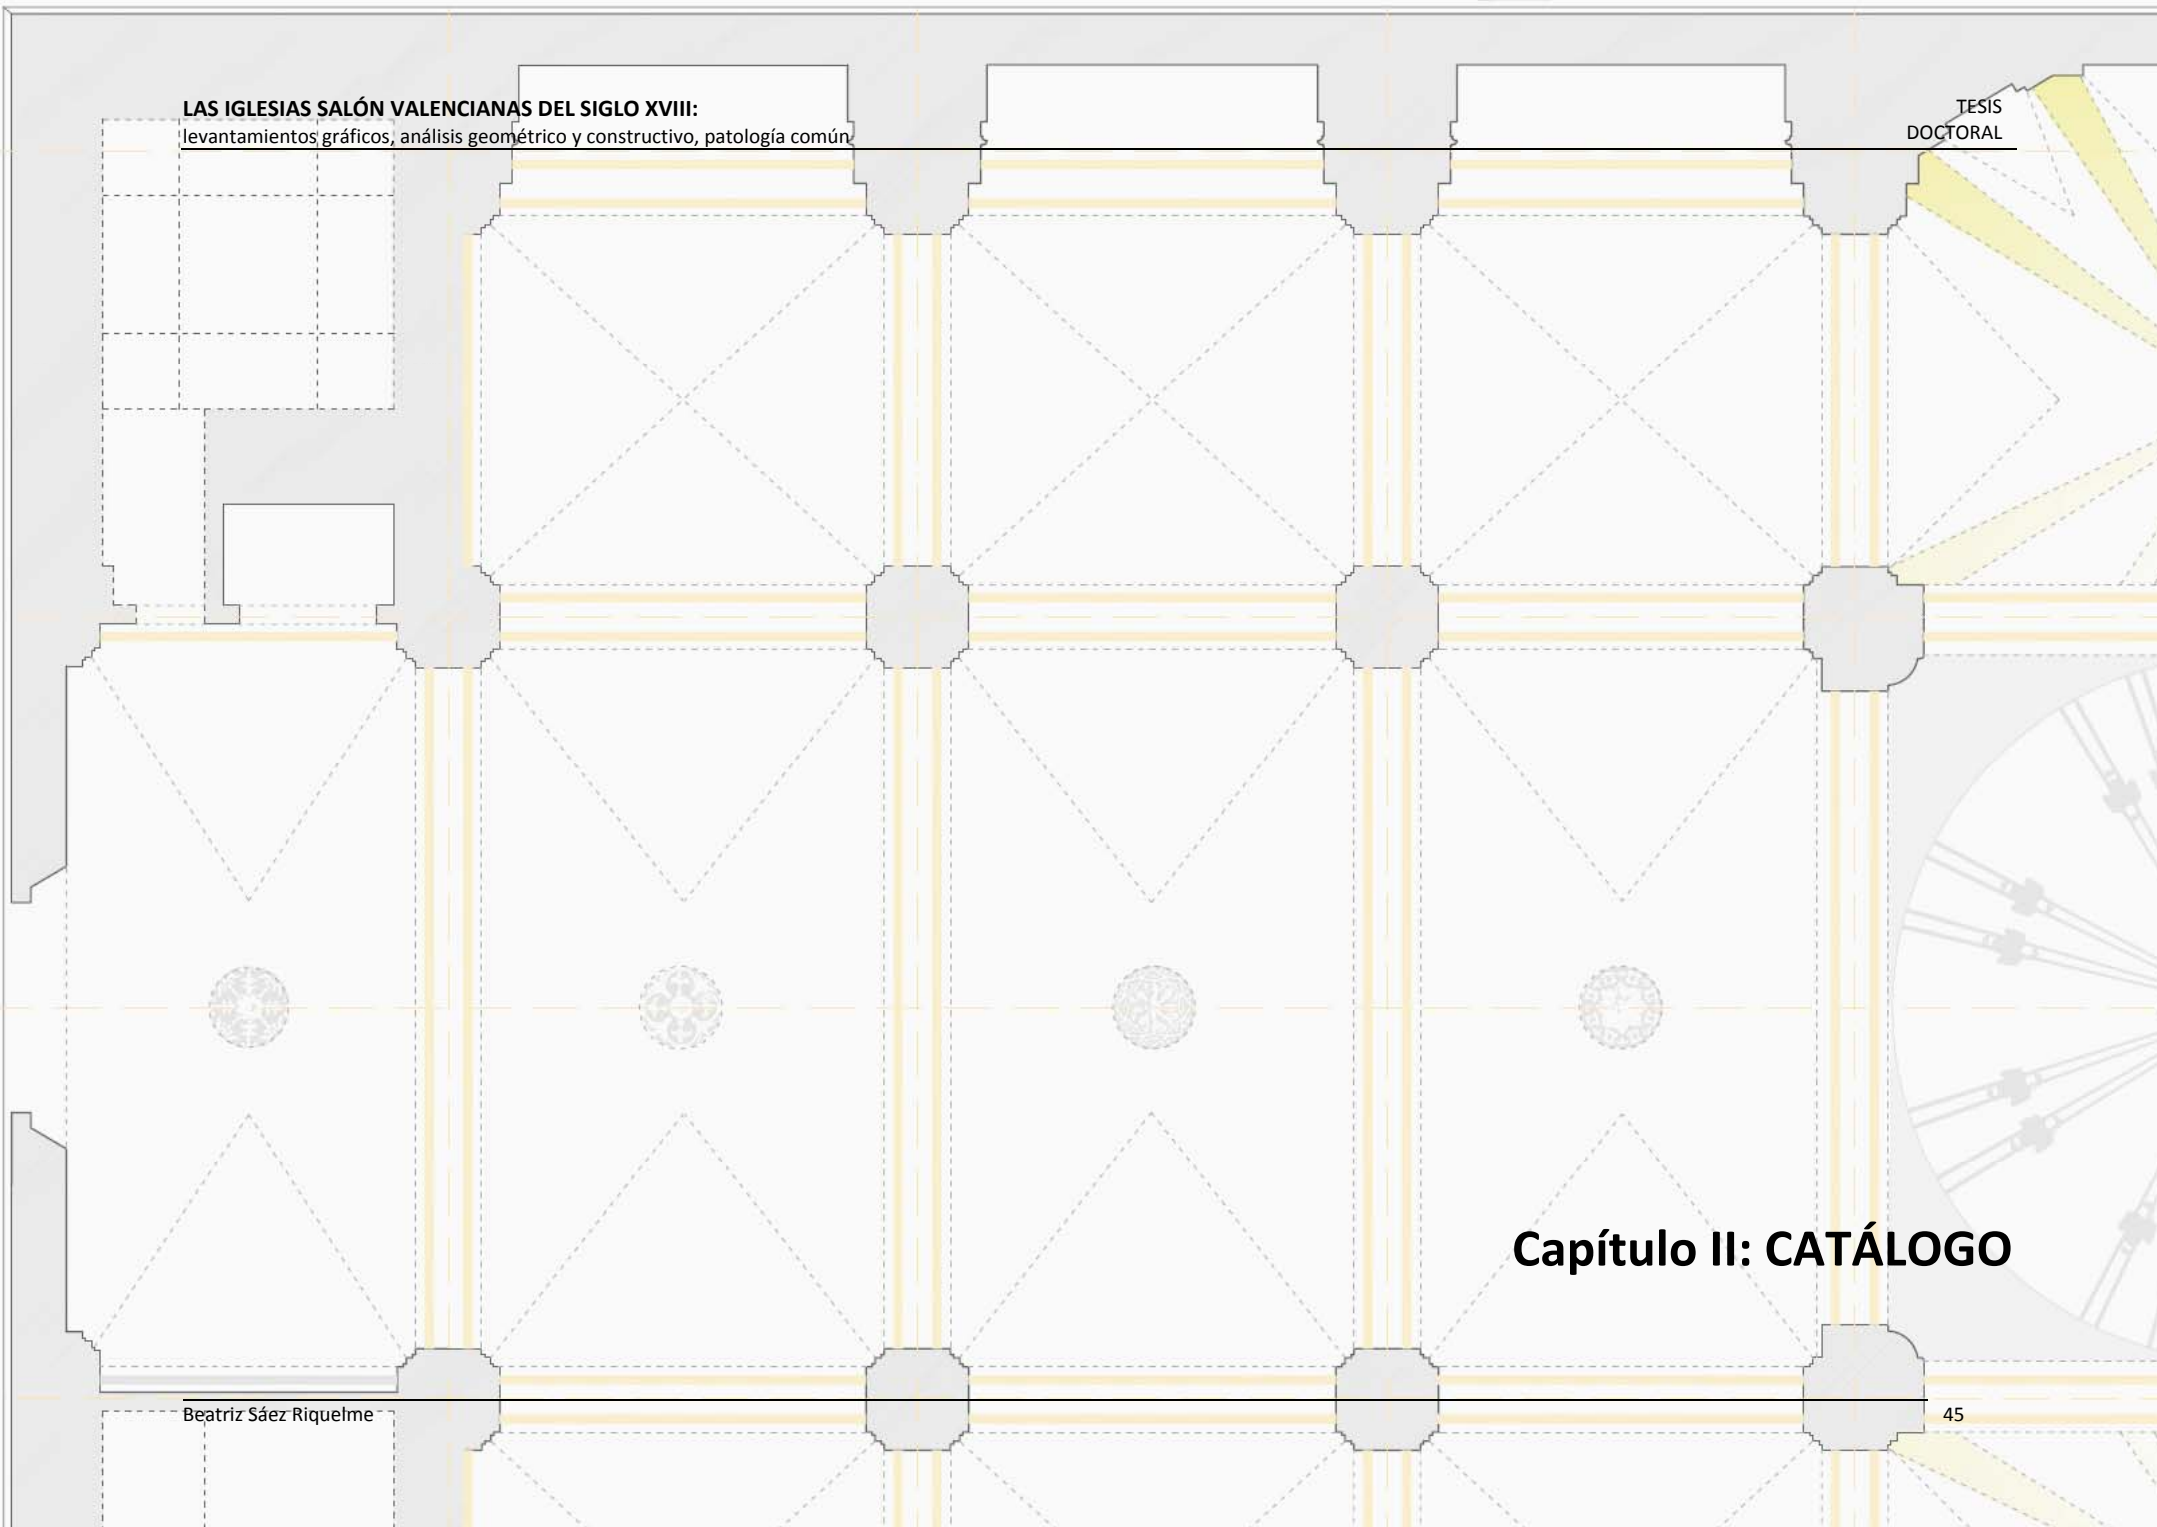 LAS IGLESIAS SALÓN VALENCIANAS DEL SIGLO XVIII:
levantamientos gráficos, análisis geométrico y constructivo, patología común
TESIS
DOCTORAL
Capítulo II: CATÁLOGO
Beatriz Sáez Riquelme
45